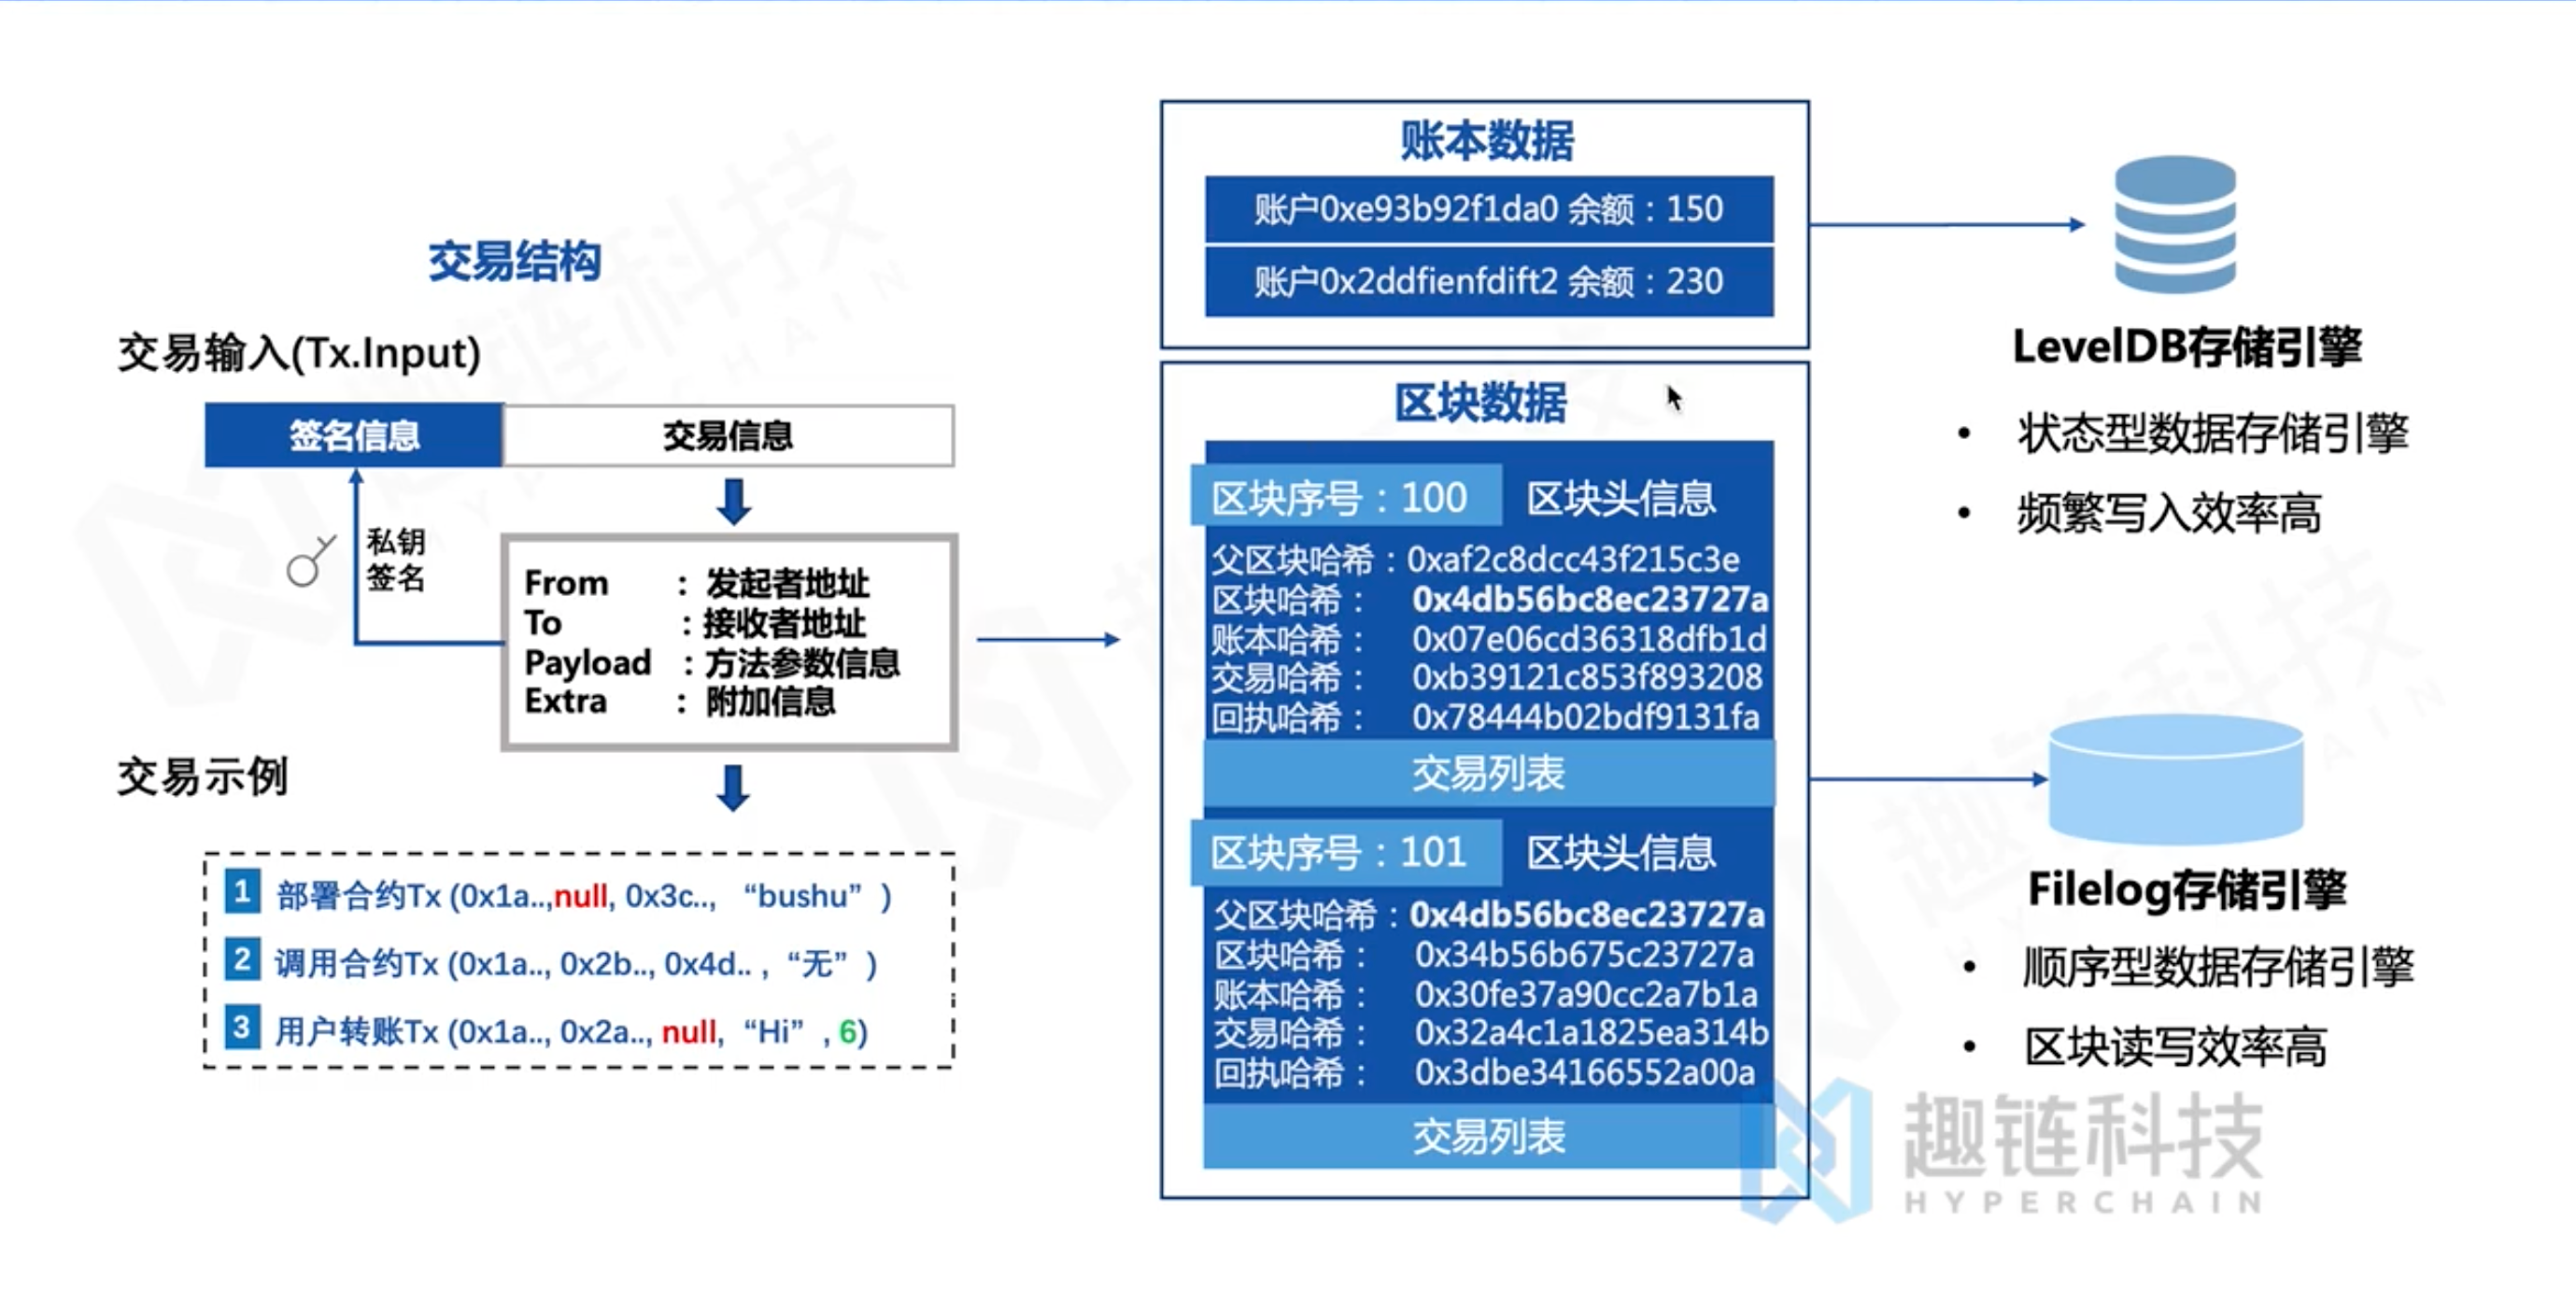 交易结构
交易输入(Tx.Input)
签名信息
交易信息
私钥
签名
From : 发起者地址
To : 接收者地址
Payload : 方法参数信息
Extra : 附加信息
交易示例
1 部署合约Tx (0x1a..,null, 0x3c.., “bushu” )
2 调用合约Tx (0x1a.., 0x2b.., 0x4d.. , “无” )
3 用户转账Tx (0x1a.., 0x2a.., null, “Hi” , 6)
账本数据
账户0xe93b92f1da0 余额：150
账户0x2ddfienfdift2 余额：230
区块数据
区块序号：100 区块头信息
父区块哈希：0xaf2c8dcc43f215c3e
区块哈希： 0x4db56bc8ec23727a
账本哈希： 0x07e06cd36318dfb1d
交易哈希： 0xb39121c853f893208
回执哈希： 0x78444b02bdf9131fa
交易列表
区块序号：101 区块头信息
父区块哈希：0x4db56bc8ec23727a
区块哈希： 0x34b56b675c23727a
账本哈希： 0x30fe37a90cc2a7b1a
交易哈希： 0x32a4c1a1825ea314b
回执哈希： 0x3dbe34166552a00a
交易列表
LevelDB存储引擎
• 状态型数据存储引擎
• 频繁写入效率高
Filelog存储引擎
• 顺序型数据存储引擎
• 区块读写效率高
趣链科技
HYPERCHAIN